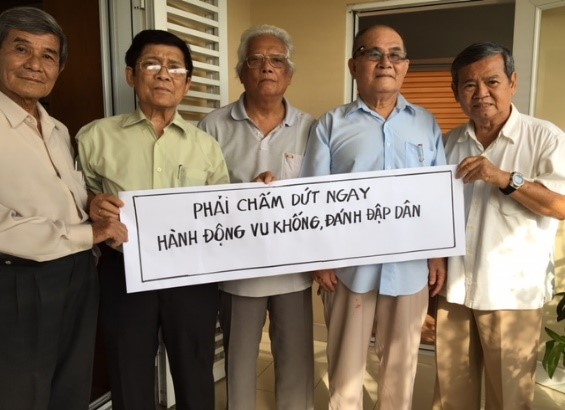 PHẢI CHẤM DỨT NGAY
HÀNH ĐỘNG VU KHỐNG, ĐÁNH ĐẬP DÂN